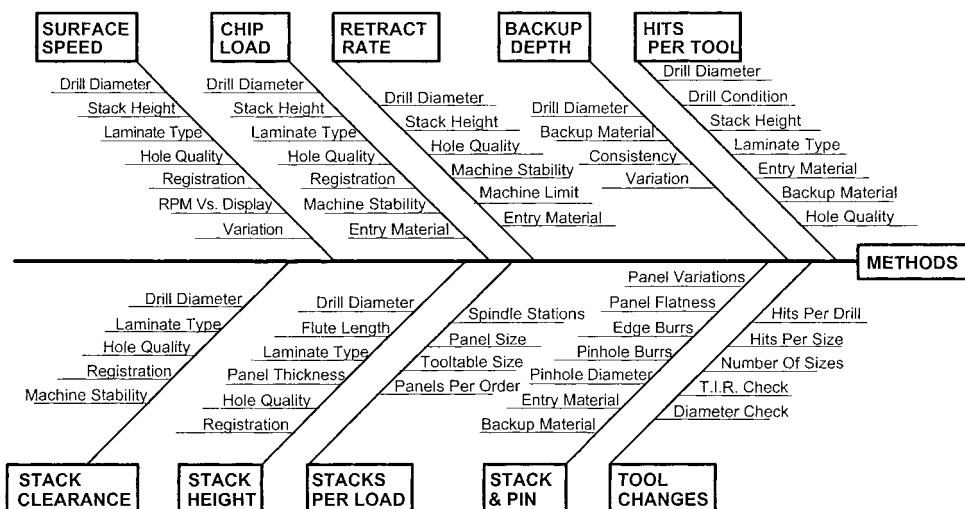 SURFACE
SPEED
Drill Diameter
Stack Height
Laminate Type
Hole Quality
Registration
RPM Vs. Display
Variation
CHIP
LOAD
Drill Diameter
Stack Height
Laminate Type
Hole Quality
Registration
Machine Stability
Entry Material
RETRACT
RATE
Drill Diameter
Stack Height
Hole Quality
Machine Stability
Machine Limit
Entry Material
BACKUP
DEPTH
Drill Diameter
Backup Material
Consistency
Variation
HITS
PER TOOL
Drill Diameter
Drill Condition
Stack Height
Laminate Type
Entry Material
Backup Material
Hole Quality
METHODS
Drill Diameter
Laminate Type
Hole Quality
Registration
Machine Stability
STACK
CLEARANCE
Drill Diameter
Flute Length
Laminate Type
Panel Thickness
Hole Quality
Registration
STACK
HEIGHT
Spindle Stations
Panel Size
Tooltable Size
Panels Per Order
STACKS
PER LOAD
Panel Variations
Panel Flatness
Edge Burrs
Pinhole Burrs
Pinhole Diameter
Entry Material
Backup Material
STACK
& PIN
Hits Per Drill
Hits Per Size
Number Of Sizes
T.I.R. Check
Diameter Check
TOOL
CHANGES